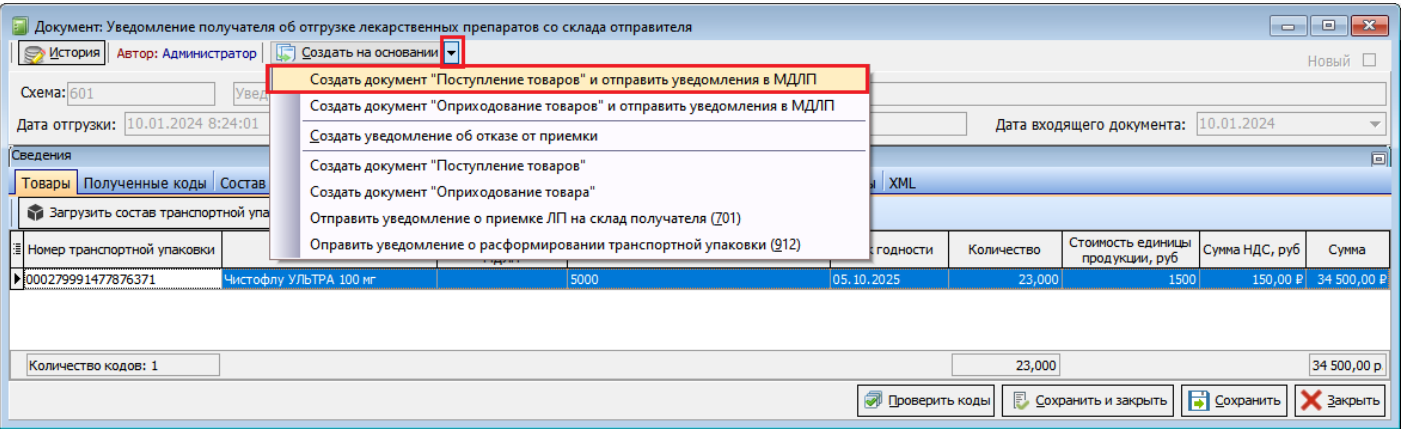 Документ: Уведомление получателя об отгрузке лекарственных препаратов со склада отправителя
История Автор: Администратор Создать на основании
Новый
Создать документ "Поступление товаров" и отправить уведомления в МДЛП
Схема: 601
Создать документ "Оприходование товаров" и отправить уведомления в МДЛП
Дата отгрузки: 10.01.2024 8:24:01 Дата входящего документа: 10.01.2024
Создать уведомление об отказе от приемки
Сведения
Создать документ "Поступление товаров"
Товары Полученные коды Состав XML
Создать документ "Оприходование товара"
Загрузить состав транспортной упа
Отправить уведомление о приемке ЛП на склад получателя (701)
Оправить уведомление о расформировании транспортной упаковки (912)
Номер транспортной упаковки годности Количество Стоимость единицы продукции, руб Сумма НДС, руб Сумма
000279991477876371 Чистофлу УЛЬТРА 100 мг 5000 05.10.2025 23,000 1500 150,00 ₽ 34 500,00 ₽
Количество кодов: 1 23,000 34 500,00 р.
Проверить коды Сохранить и закрыть Сохранить Закрыть